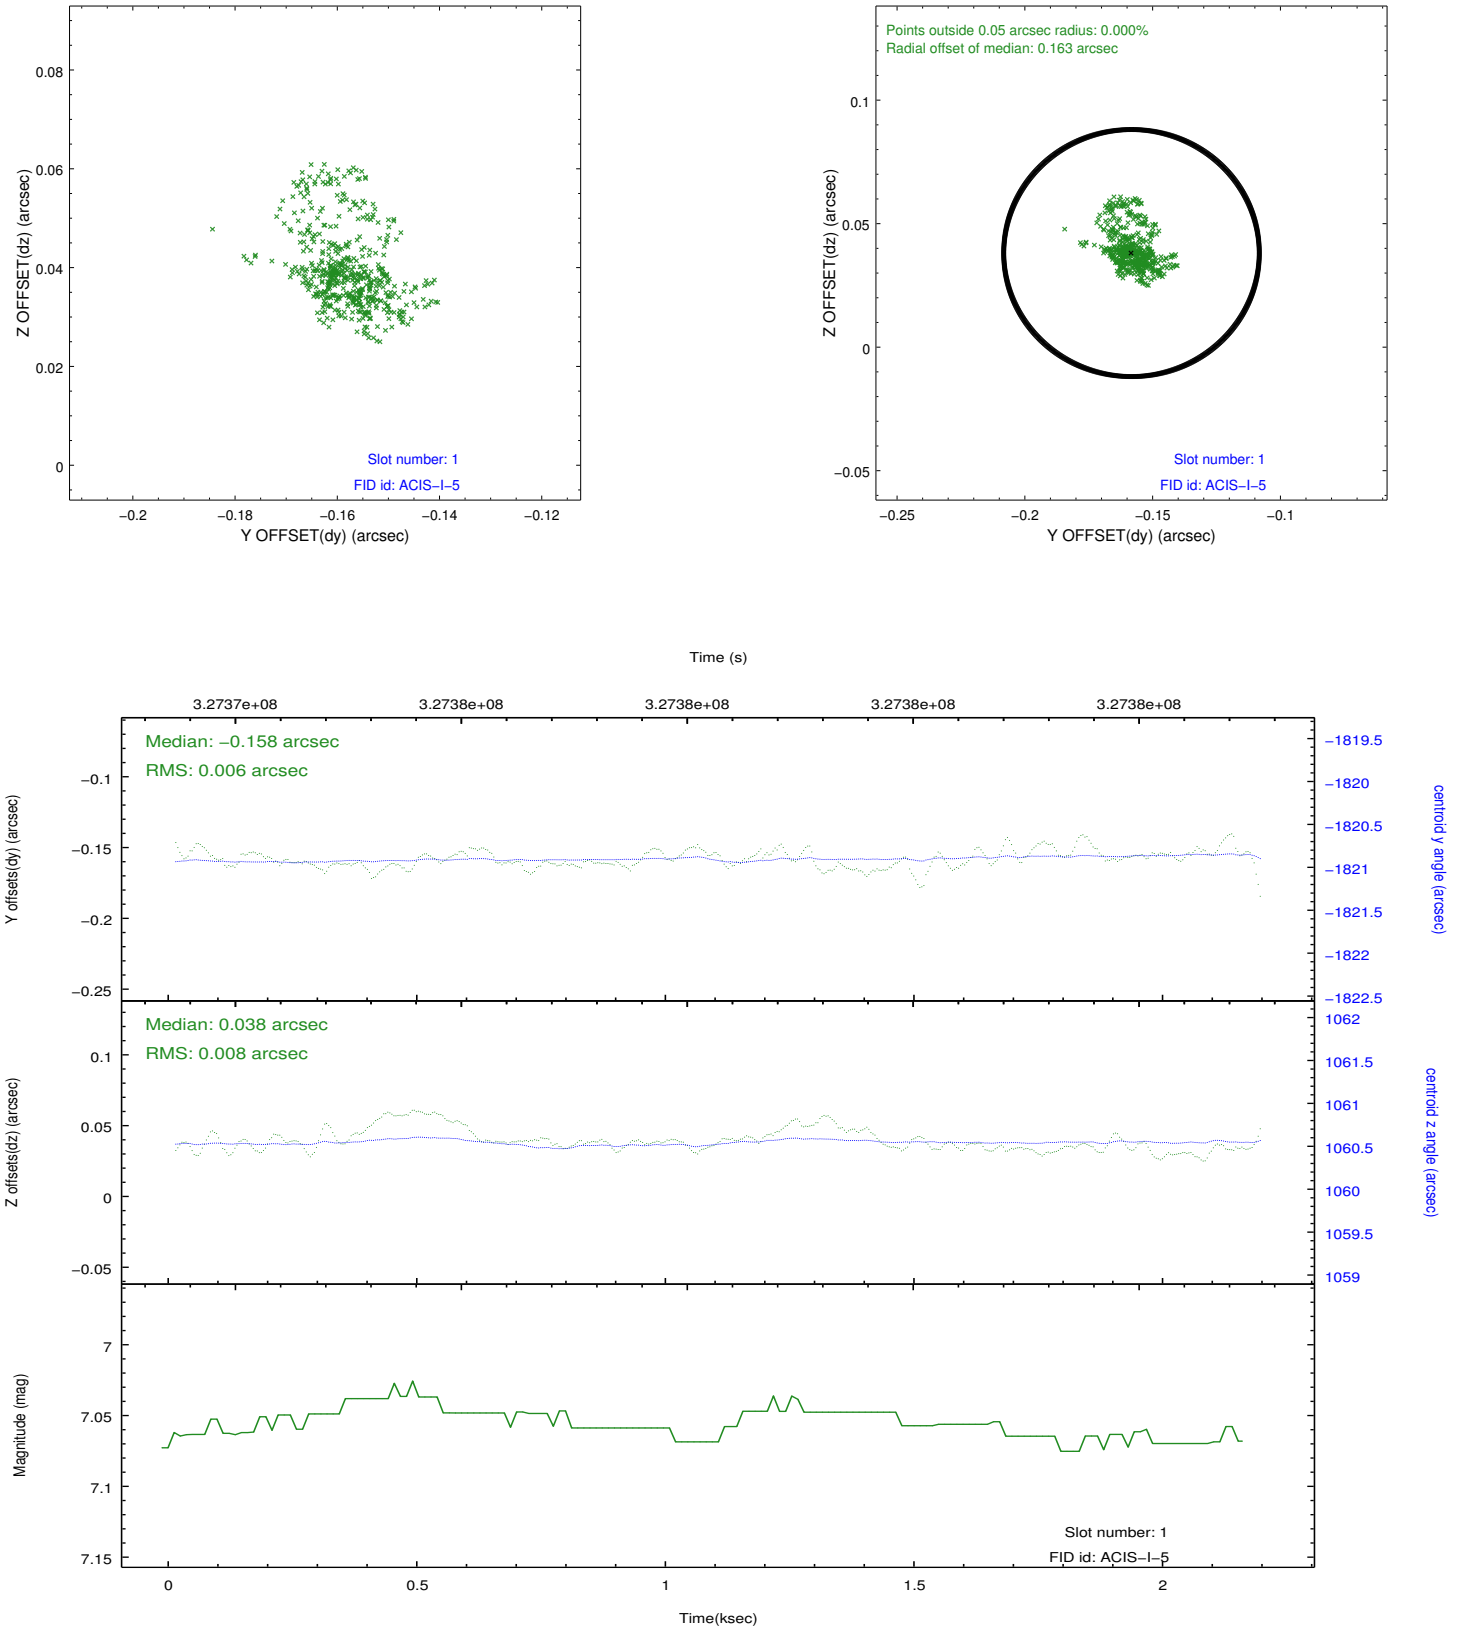 0.08
0.06
0.04
0.02
0
−0.2
−0.18
−0.16
−0.14
−0.12
Z OFFSET(dz) (arcsec)
Y OFFSET(dy) (arcsec)
Slot number: 1
FID id: ACIS−I−5
Points outside 0.05 arcsec radius: 0.000%
Radial offset of median: 0.163 arcsec
0.1
0.05
0
−0.05
−0.25
−0.2
−0.15
−0.1
Z OFFSET(dz) (arcsec)
Y OFFSET(dy) (arcsec)
Slot number: 1
FID id: ACIS−I−5
Time (s)
3.2737e+08
3.2738e+08
3.2738e+08
3.2738e+08
3.2738e+08
Median: −0.158 arcsec
RMS: 0.006 arcsec
−0.1
−0.15
−0.2
−0.25
Y offsets(dy) (arcsec)
−1819.5
−1820
−1820.5
−1821
−1821.5
−1822
−1822.5
centroid y angle (arcsec)
Median: 0.038 arcsec
RMS: 0.008 arcsec
0.1
0.05
0
−0.05
Z offsets(dz) (arcsec)
1062
1061.5
1061
1060.5
1060
1059.5
1059
centroid z angle (arcsec)
7
7.05
7.1
7.15
Magnitude (mag)
Slot number: 1
FID id: ACIS−I−5
0
0.5
1
1.5
2
Time(ksec)